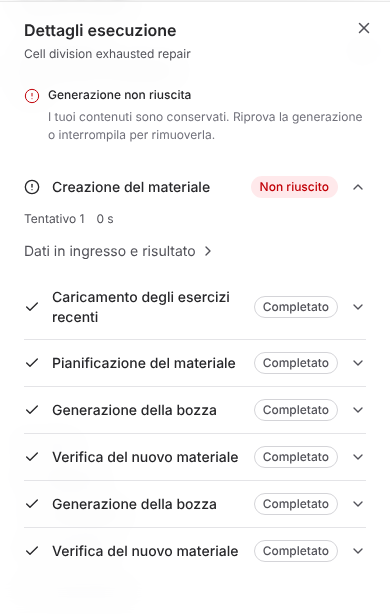 Dettagli esecuzione
Cell division exhausted repair
Generazione non riuscita
I tuoi contenuti sono conservati. Riprova la generazione
o interrompila per rimuoverla.
Creazione del materiale Non riuscito
Tentativo 1 0 s
Dati in ingresso e risultato
Caricamento degli esercizi
recenti Completato
Pianificazione del materiale Completato
Generazione della bozza Completato
Verifica del nuovo materiale Completato
Generazione della bozza Completato
Verifica del nuovo materiale Completato